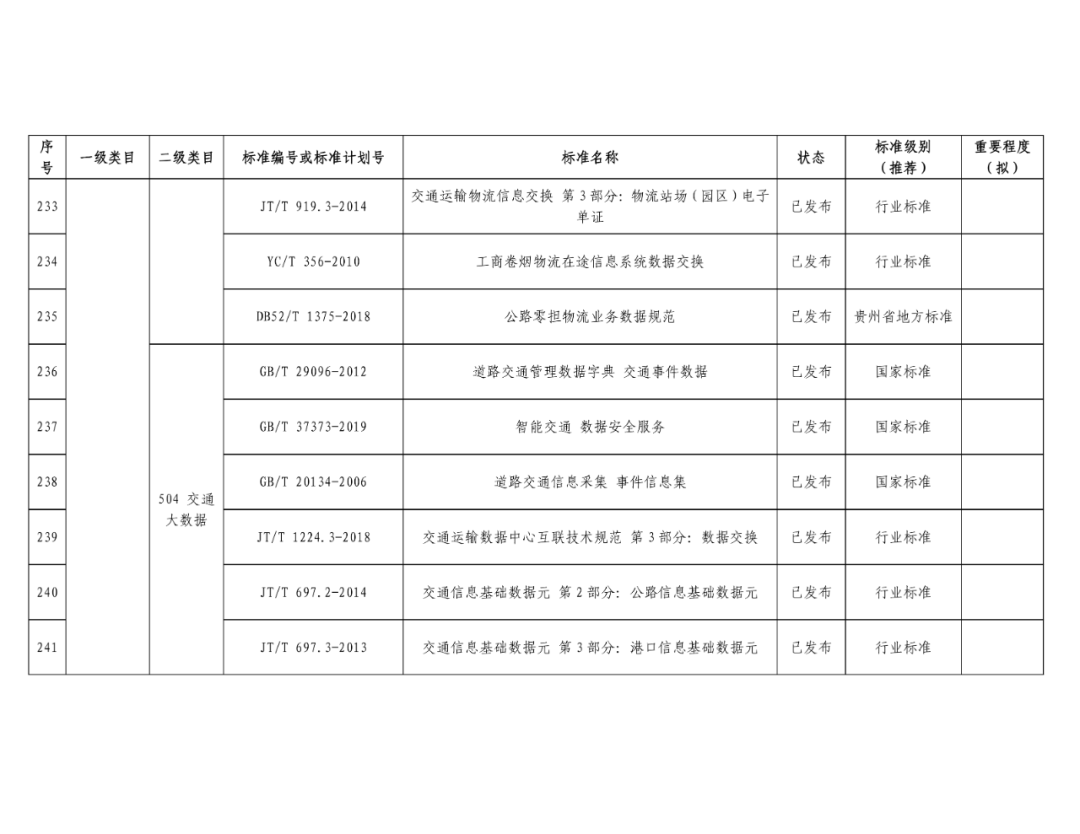 序号 一级类目 二级类目 标准编号或标准计划号 标准名称 状态 标准级别（推荐） 重要程度（拟）
233 JT/T 919.3-2014 交通运输物流信息交换 第3部分：物流站场（园区）电子单证 已发布 行业标准
234 YC/T 356-2010 工商卷烟物流在途信息系统数据交换 已发布 行业标准
235 DB52/T 1375-2018 公路零担物流业务数据规范 已发布 贵州省地方标准
504 交通大数据
236 GB/T 29096-2012 道路交通管理数据字典 交通事件数据 已发布 国家标准
237 GB/T 37373-2019 智能交通 数据安全服务 已发布 国家标准
238 GB/T 20134-2006 道路交通信息采集 事件信息集 已发布 国家标准
239 JT/T 1224.3-2018 交通运输数据中心互联技术规范 第3部分：数据交换 已发布 行业标准
240 JT/T 697.2-2014 交通信息基础数据元 第2部分：公路信息基础数据元 已发布 行业标准
241 JT/T 697.3-2013 交通信息基础数据元 第3部分：港口信息基础数据元 已发布 行业标准